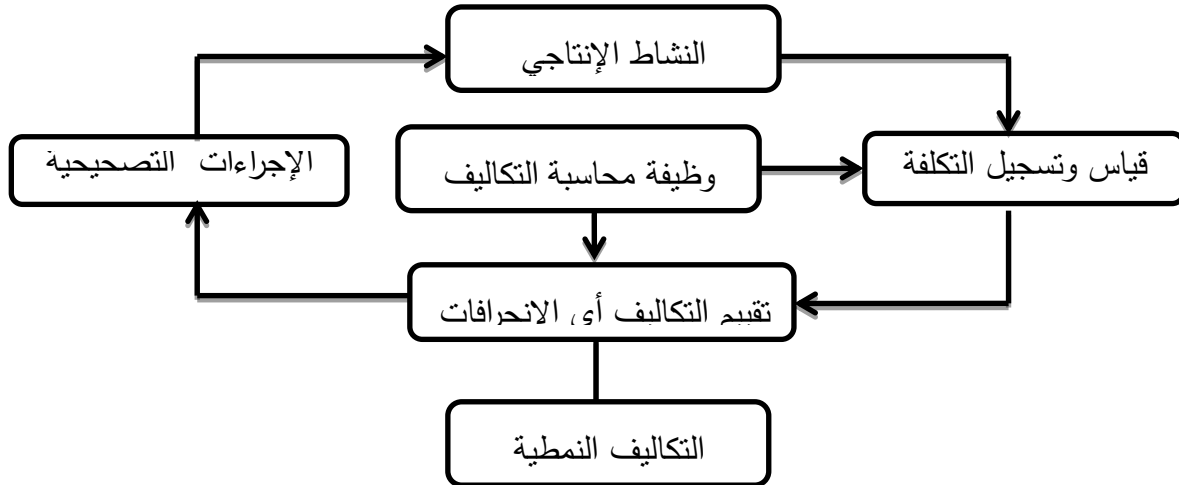 النشاط الإنتاجي
قياس وتسجيل التكلفة
وظيفة محاسبة التكاليف
الإجراءات التصحيحية
تقييم التكاليف أي الانحرافات
التكاليف النمطية